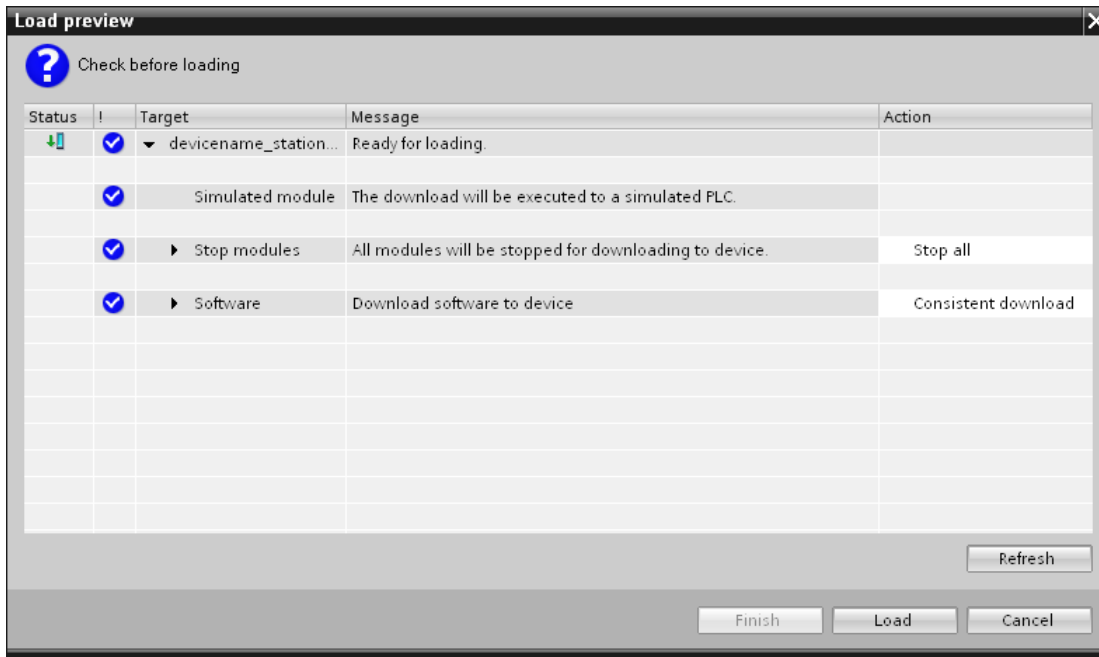 Load preview
Check before loading
Status ! Target Message Action
devicename_station... Ready for loading.
Simulated module The download will be executed to a simulated PLC.
Stop modules All modules will be stopped for downloading to device. Stop all
Software Download software to device Consistent download
Refresh
Finish Load Cancel